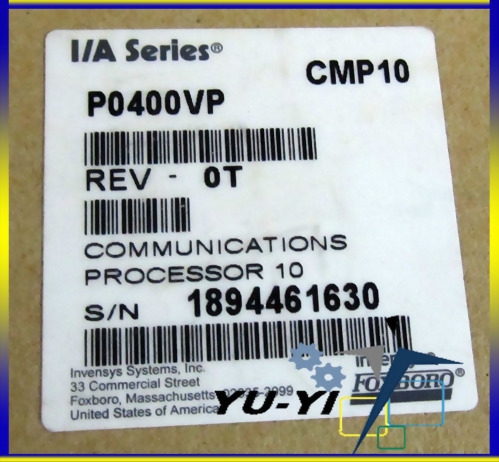 I/A Series®
CMP10
P0400VP
REV - 0T
COMMUNICATIONS
PROCESSOR 10
S/N 1894461630
Invensys Systems, Inc.
33 Commercial Street
Foxboro, Massachusetts
United States of America
FOXBORO®
YU-YI